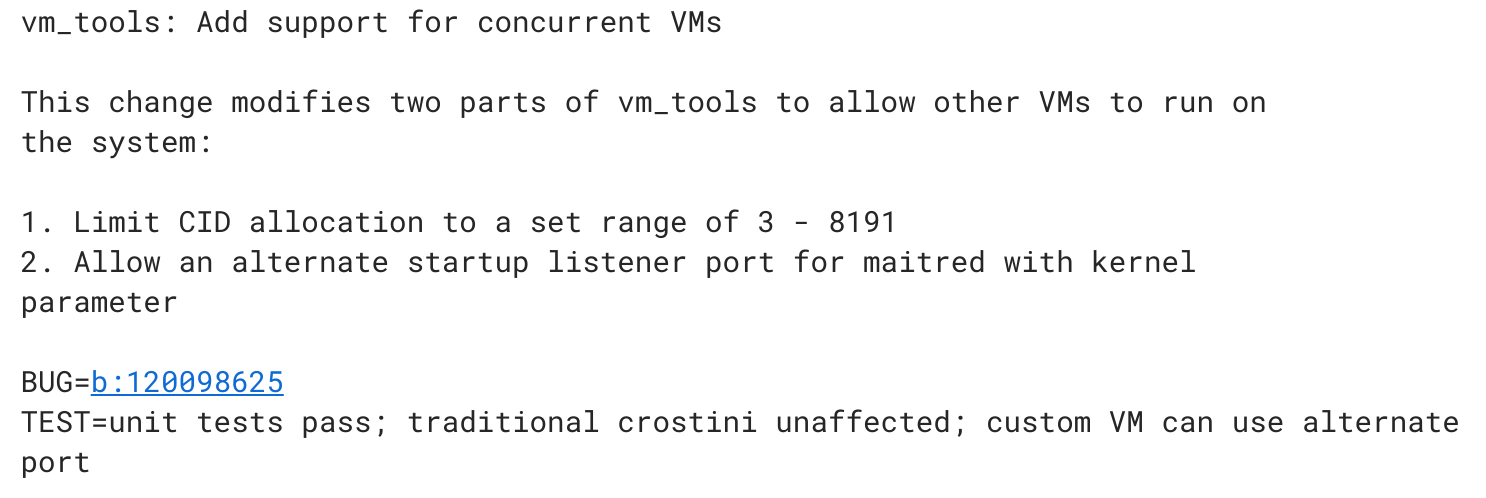 vm_tools: Add support for concurrent VMs
This change modifies two parts of vm_tools to allow other VMs to run on
the system:
1. Limit CID allocation to a set range of 3 - 8191
2. Allow an alternate startup listener port for maitred with kernel
parameter
BUG=b:120098625
TEST=unit tests pass; traditional crostini unaffected; custom VM can use alternate
port